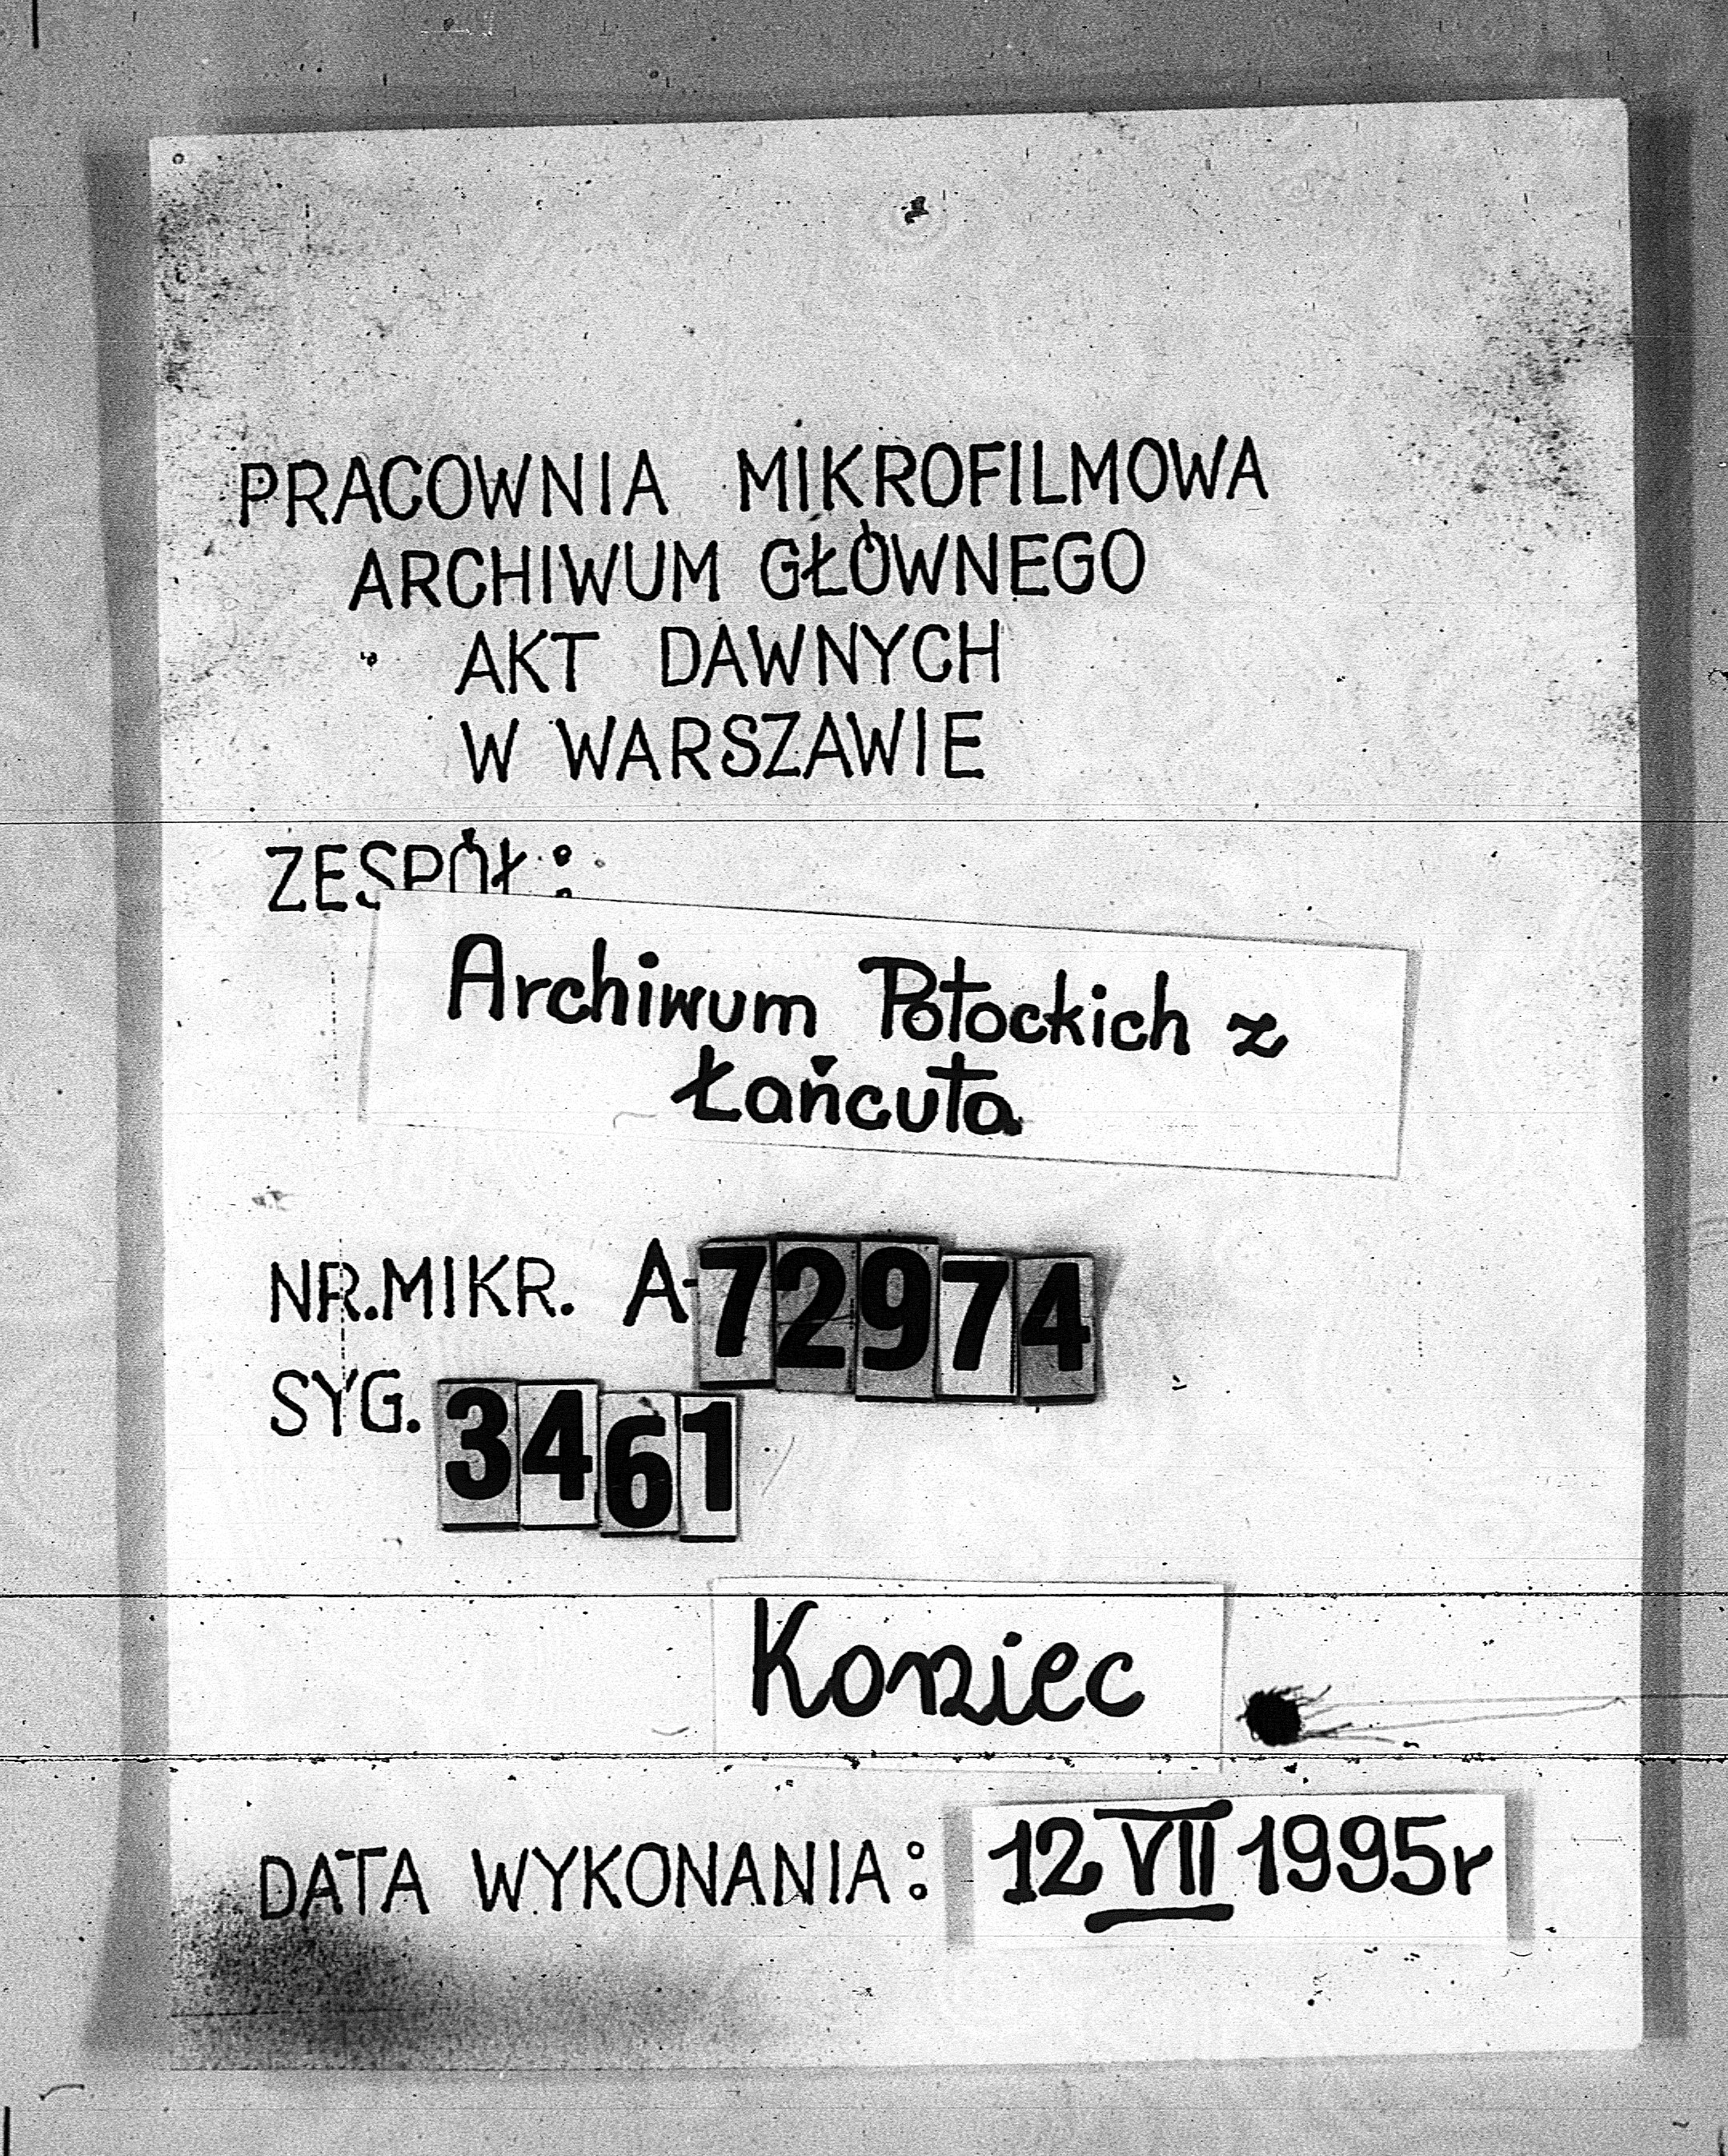 PRACOWNIA MIKROFILMOWA
ARCHIWUM GŁÓWNEGO
AKT DAWNYCH
W WARSZAWIE
ZESPÓŁ:
Archiwum Potockich z
Łańcuta
NR.MIKR. A-72974
SYG. 3461
Koniec
DATA WYKONANIA: 12 VII 1995r